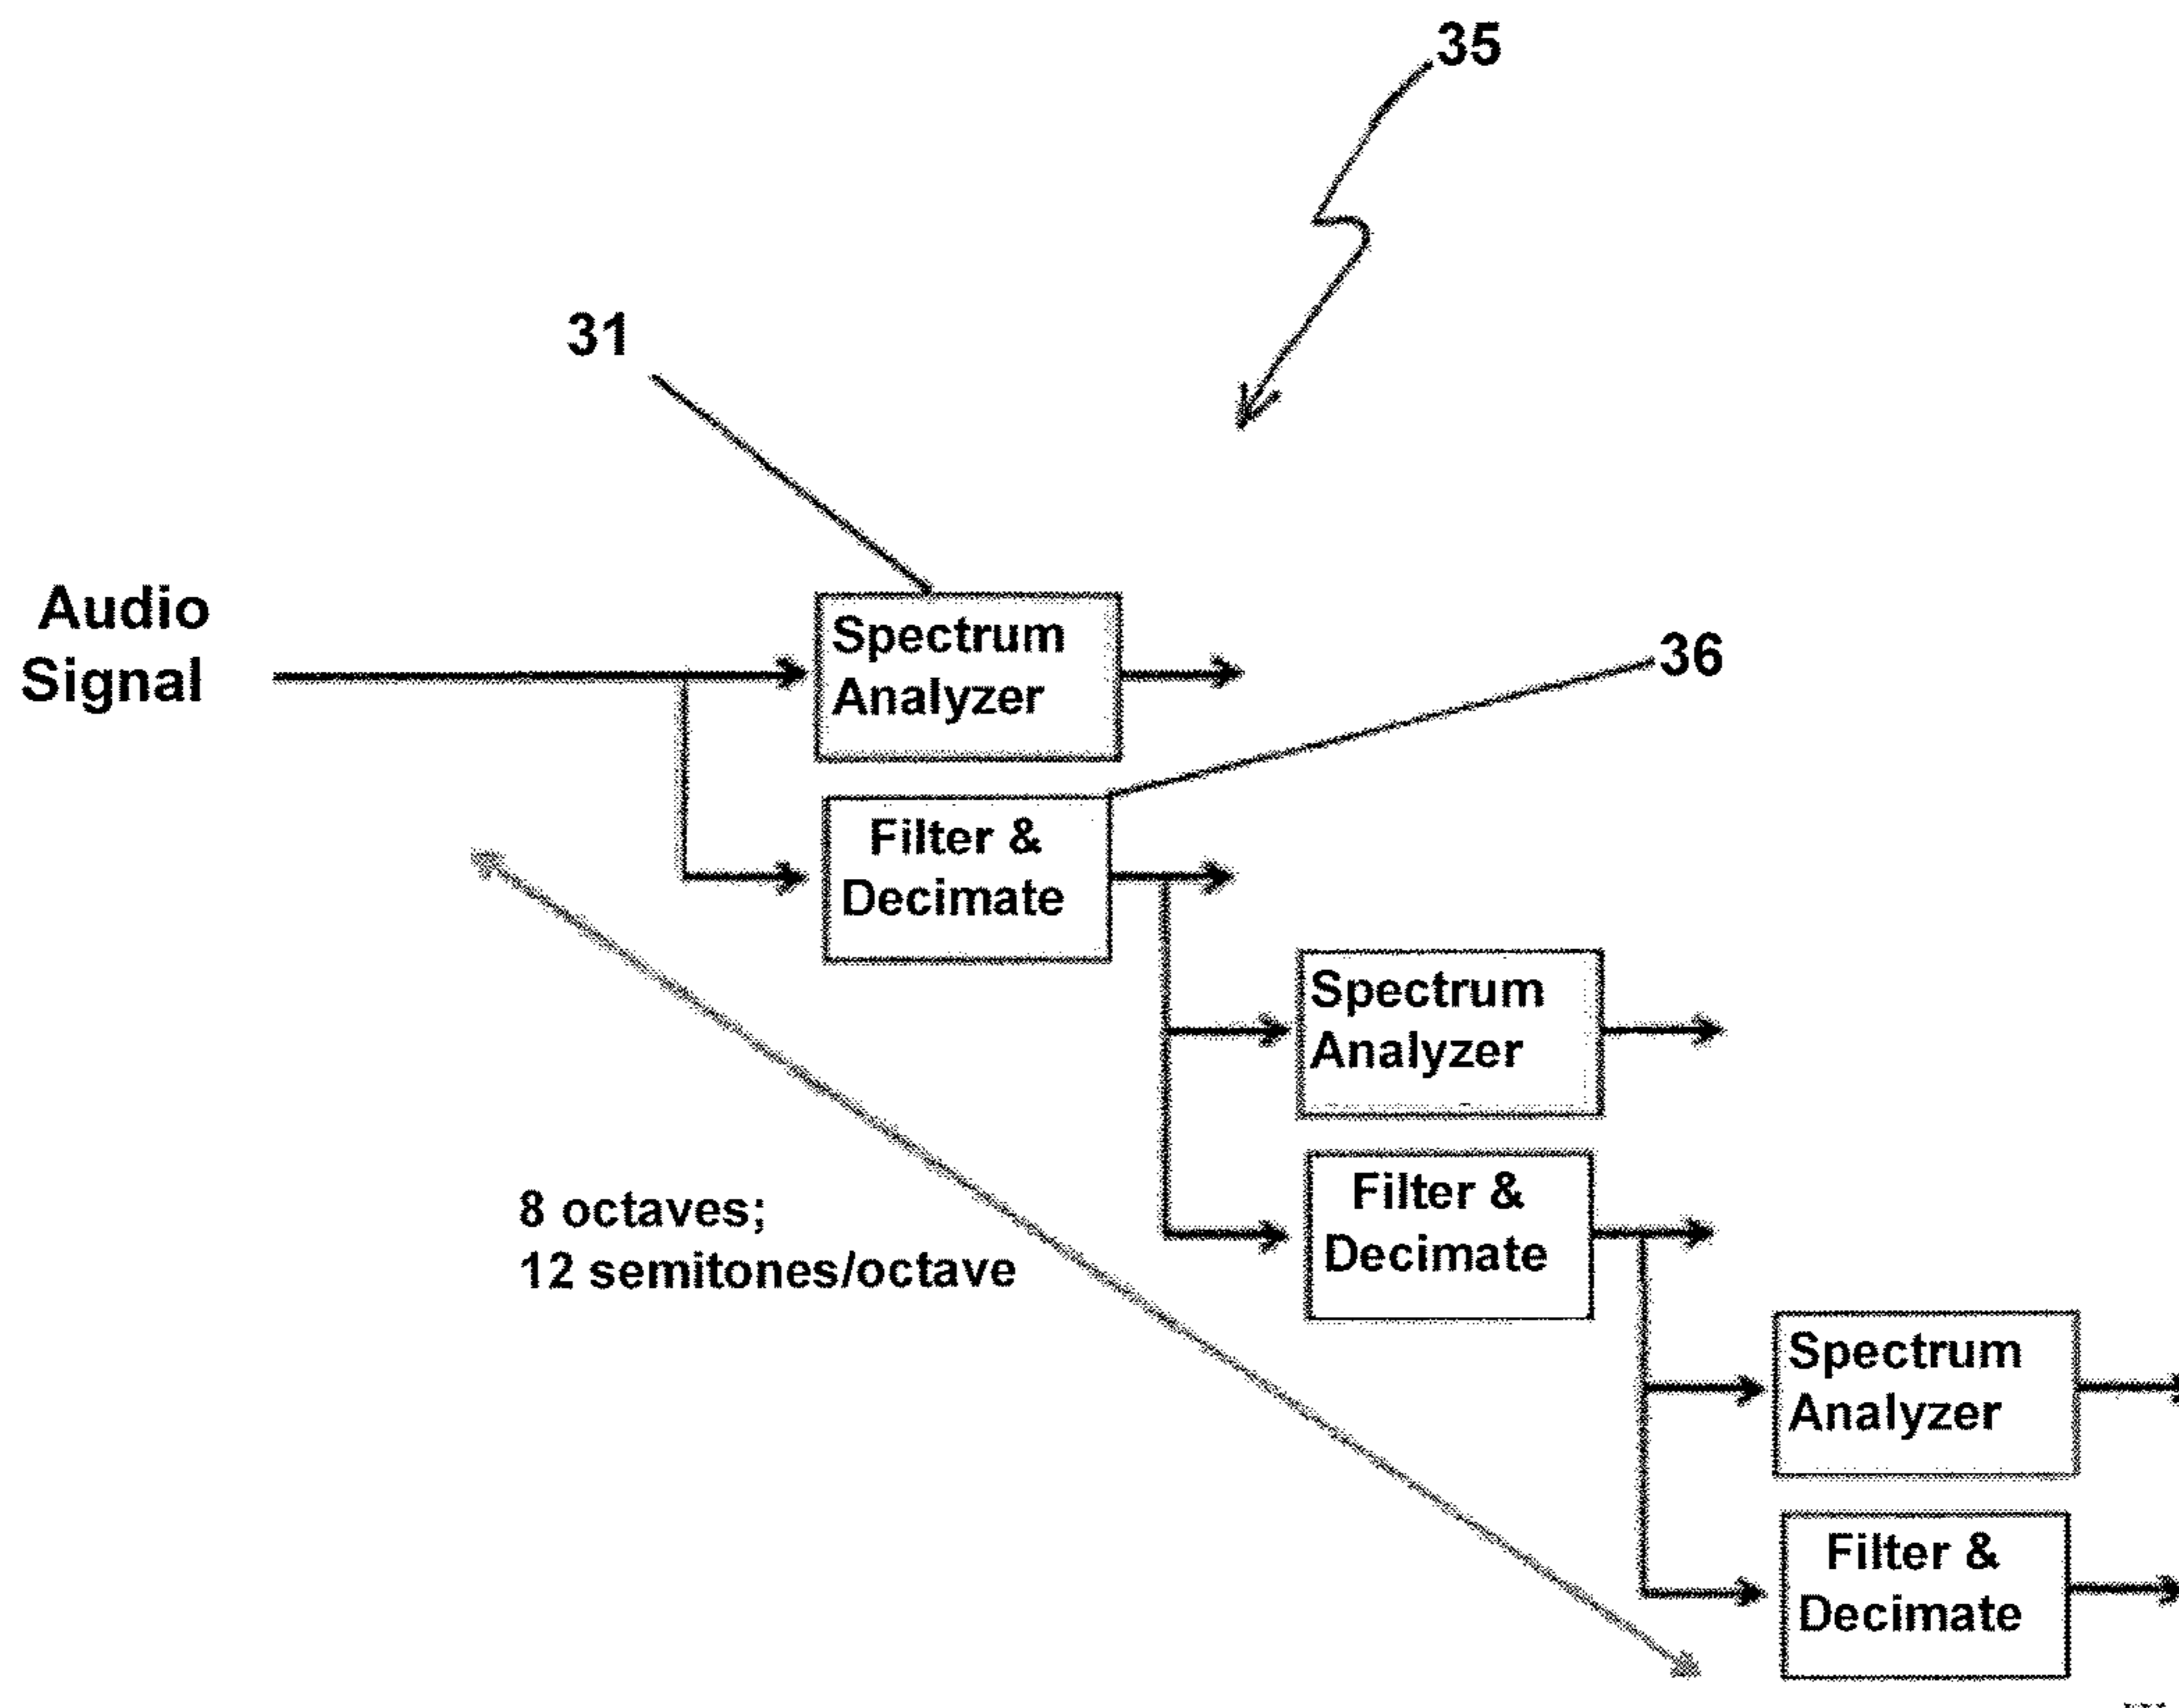 35
31
Audio
Signal
Spectrum
Analyzer
36
Filter &
Decimate
Spectrum
Analyzer
8 octaves;
12 semitones/octave
Filter &
Decimate
Spectrum
Analyzer
Filter &
Decimate